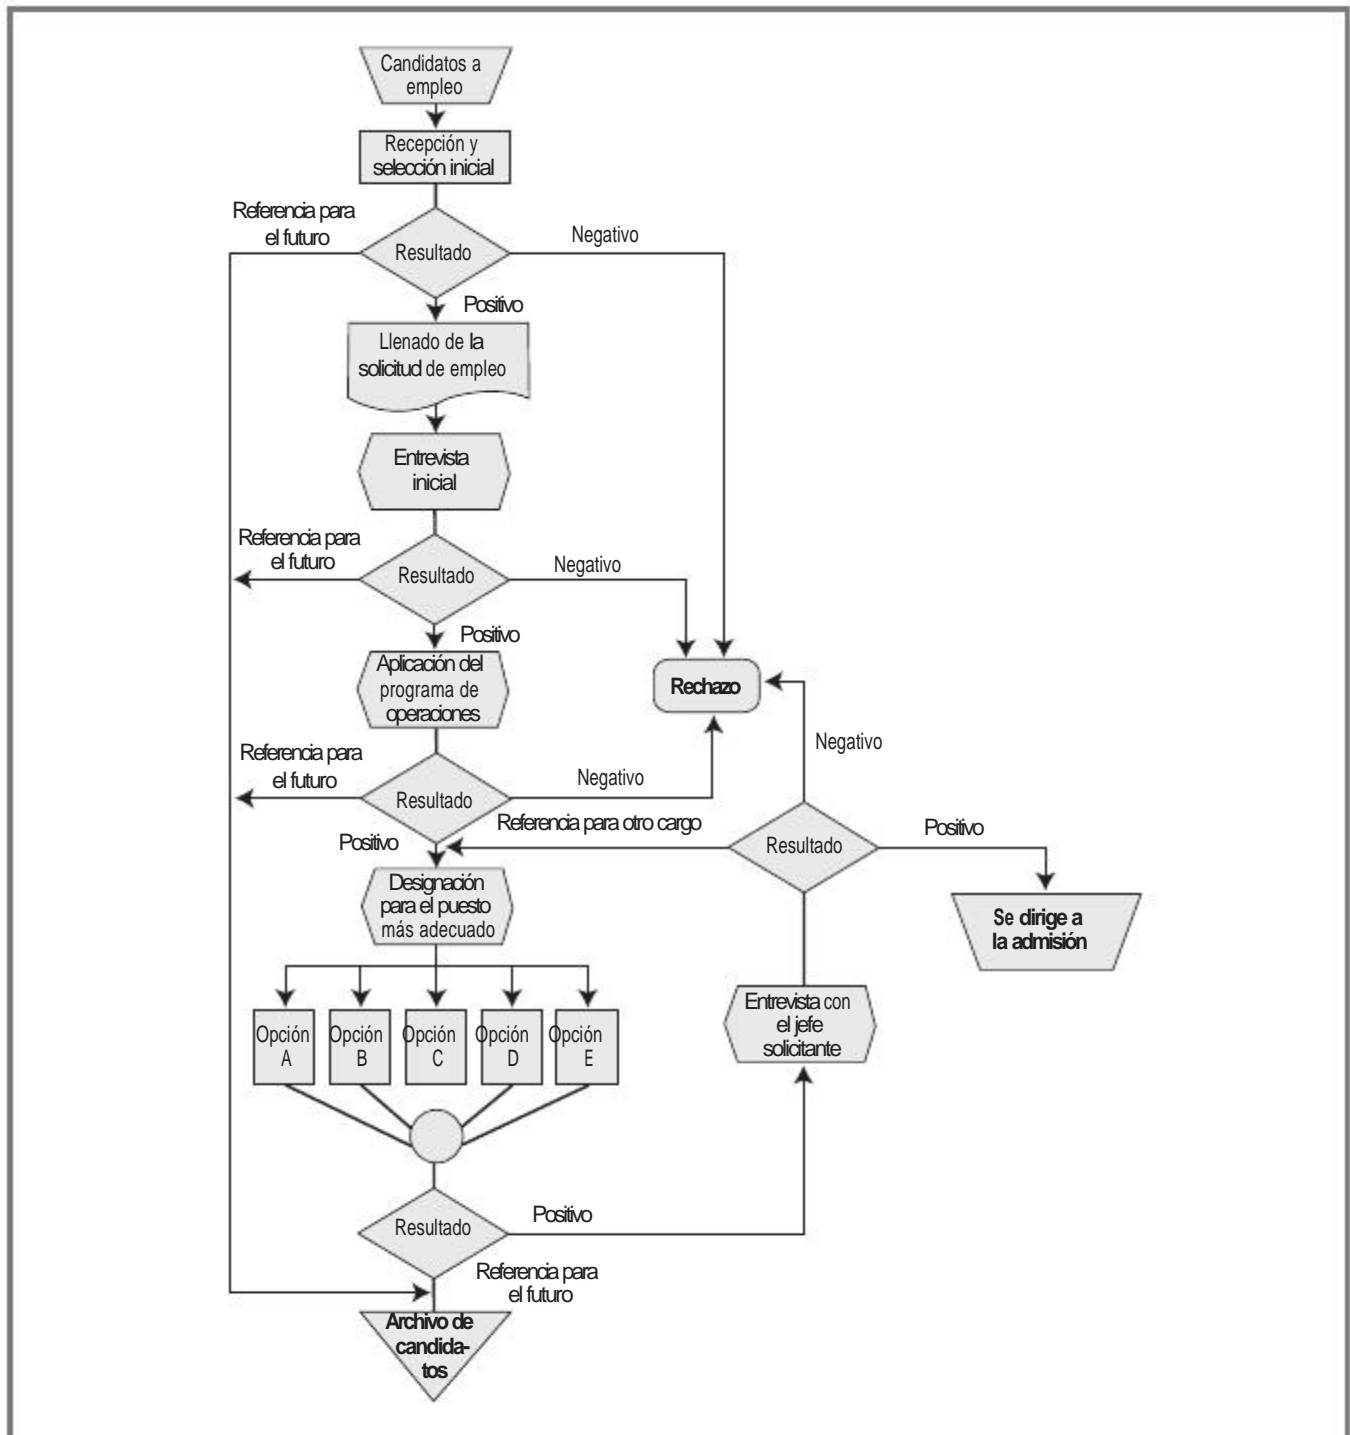 Candidatos a
empleo
Recepción y
selección inicial
Referencia para
el futuro
Resultado
Negativo
Positivo
Llenado de la
solicitud de empleo
Entrevista
inicial
Referencia para
el futuro
Resultado
Negativo
Positivo
Aplicación del
programa de
operaciones
Rechazo
Negativo
Referencia para
el futuro
Resultado
Negativo
Positivo
Referencia para otro cargo
Resultado
Positivo
Designación
para el puesto
más adecuado
Se dirige a
la admisión
Entrevista con
el jefe
solicitante
Opción
A
Opción
B
Opción
C
Opción
D
Opción
E
Resultado
Positivo
Referencia para
el futuro
Archivo de
candida-
tos